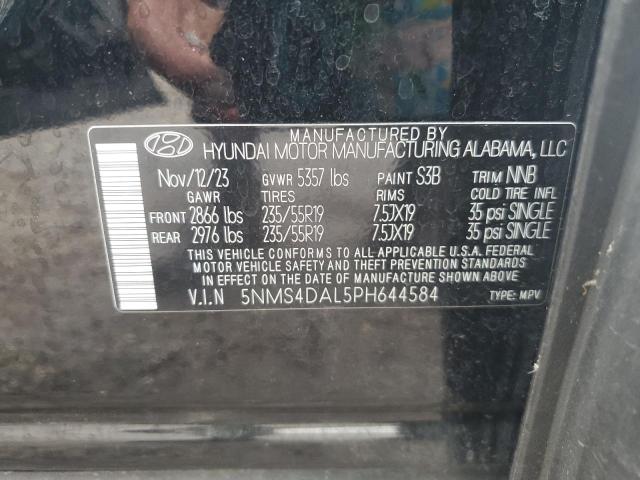 MANUFACTURED BY
HYUNDAI MOTOR MANUFACTURING ALABAMA, LLC
Nov/12/23 GVWR 5357 lbs PAINT S3B TRIM NNB
GAWR TIRES RIMS COLD TIRE INFL
FRONT 2866 lbs 235/55R19 7.5JX19 35 psi SINGLE
REAR 2976 lbs 235/55R19 7.5JX19 35 psi SINGLE
THIS VEHICLE CONFORMS TO ALL APPLICABLE U.S.A. FEDERAL
MOTOR VEHICLE SAFETY AND THEFT PREVENTION STANDARDS
IN EFFECT ON THE DATE OF MANUFACTURE SHOWN ABOVE.
V.I.N 5NMS4DAL5PH644584 TYPE: MPV